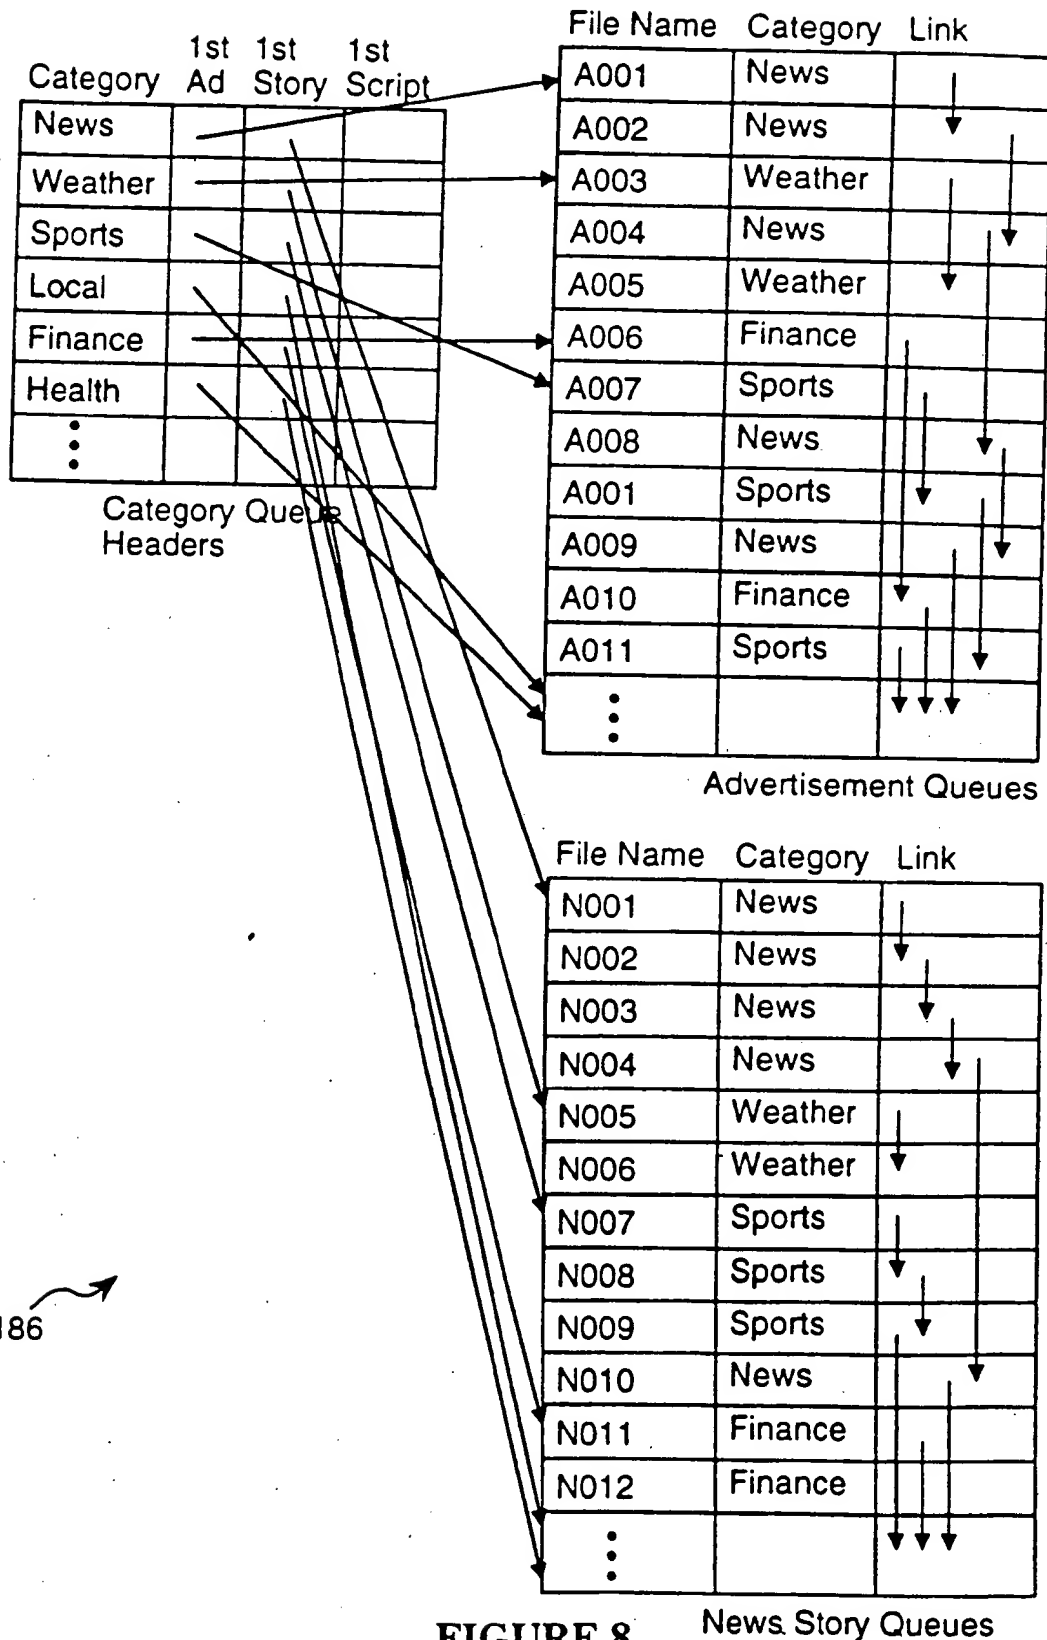 1st 1st 1st
Category Ad Story Script
News
Weather
Sports
Local
Finance
Health
Category Queue
Headers
File Name Category Link
A001 News
A002 News
A003 Weather
A004 News
A005 Weather
A006 Finance
A007 Sports
A008 News
A001 Sports
A009 News
A010 Finance
A011 Sports
Advertisement Queues
File Name Category Link
N001 News
N002 News
N003 News
N004 News
N005 Weather
N006 Weather
N007 Sports
N008 Sports
N009 Sports
N010 News
N011 Finance
N012 Finance
News Story Queues
186
FIGURE 8